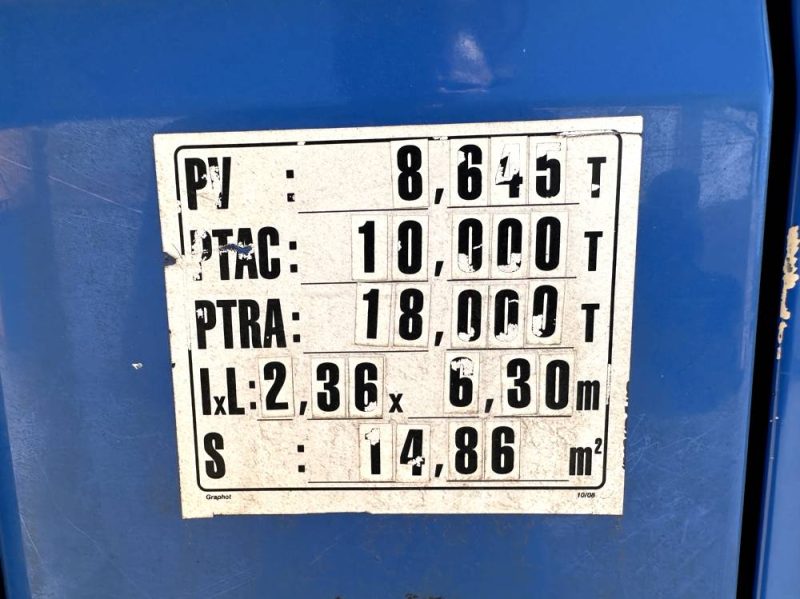 PV : 8,645 T
PTAC: 10,000 T
PTRA: 18,000 T
lxL: 2,36 x 6,30 m
S : 14,86 m²
Graphot 10/08